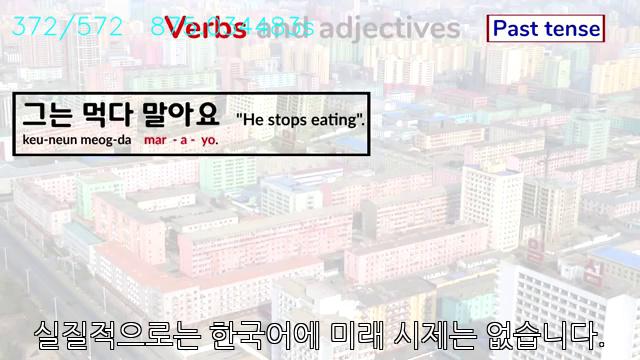 372/572
Verbs and adjectives
Past tense
그는 먹다 말아요 "He stops eating".
keu-neun meog-da mar - a - yo.
실질적으로는 한국어에 미래 시제는 없습니다.